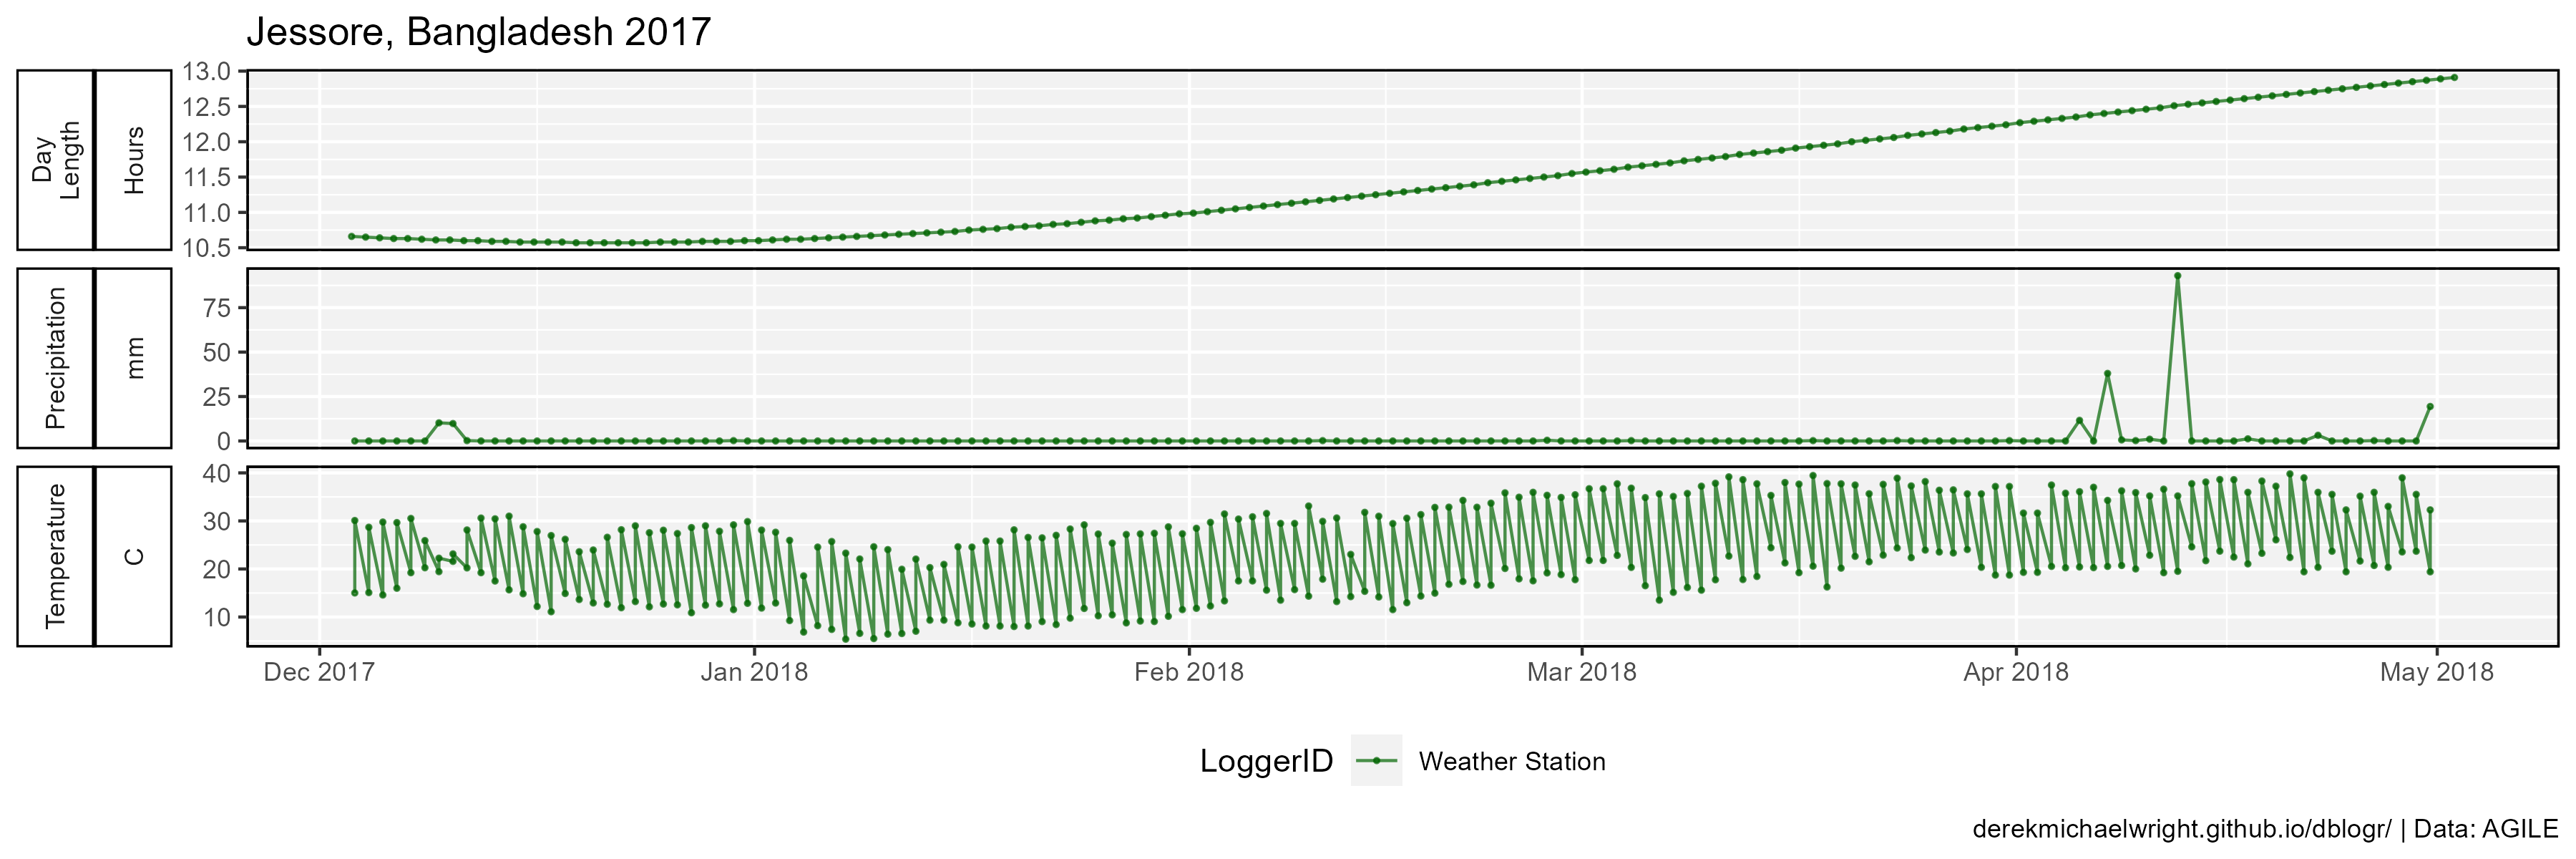 Jessore, Bangladesh 2017
Day
Length
Hours
13.0
12.5
12.0
11.5
11.0
10.5
Precipitation
mm
75
50
25
0
Temperature
C
40
30
20
10
Dec 2017
Jan 2018
Feb 2018
Mar 2018
Apr 2018
May 2018
LoggerID
Weather Station
derekmichaelwright.github.io/dblogr/ | Data: AGILE